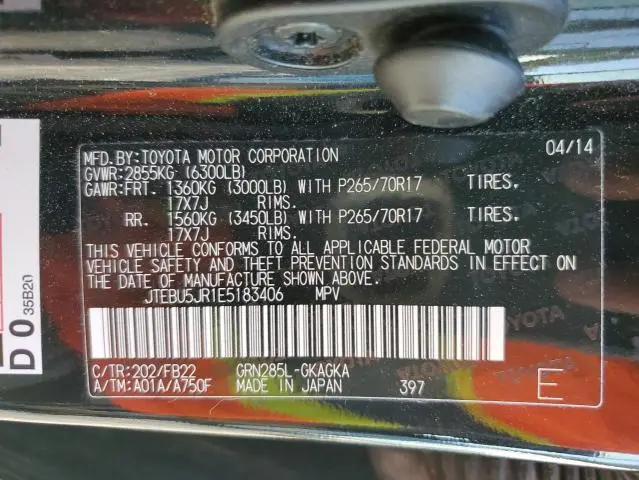 MFD.BY:TOYOTA MOTOR CORPORATION 04/14
GVWR:2855KG (6300LB)
GAWR:FRT. 1360KG (3000LB) WITH P265/70R17 TIRES.
17X7J RIMS.
RR. 1560KG (3450LB) WITH P265/70R17 TIRES.
17X7J RIMS.
THIS VEHICLE CONFORMS TO ALL APPLICABLE FEDERAL MOTOR
VEHICLE SAFETY AND THEFT PREVENTION STANDARDS IN EFFECT ON
THE DATE OF MANUFACTURE SHOWN ABOVE.
JTEBU5JR1E5183406 MPV
C/TR:202/FB22 GRN285L-GKAGKA
A/TM:A01A/A750F MADE IN JAPAN 397 E
D0 35B20
TOYOTA